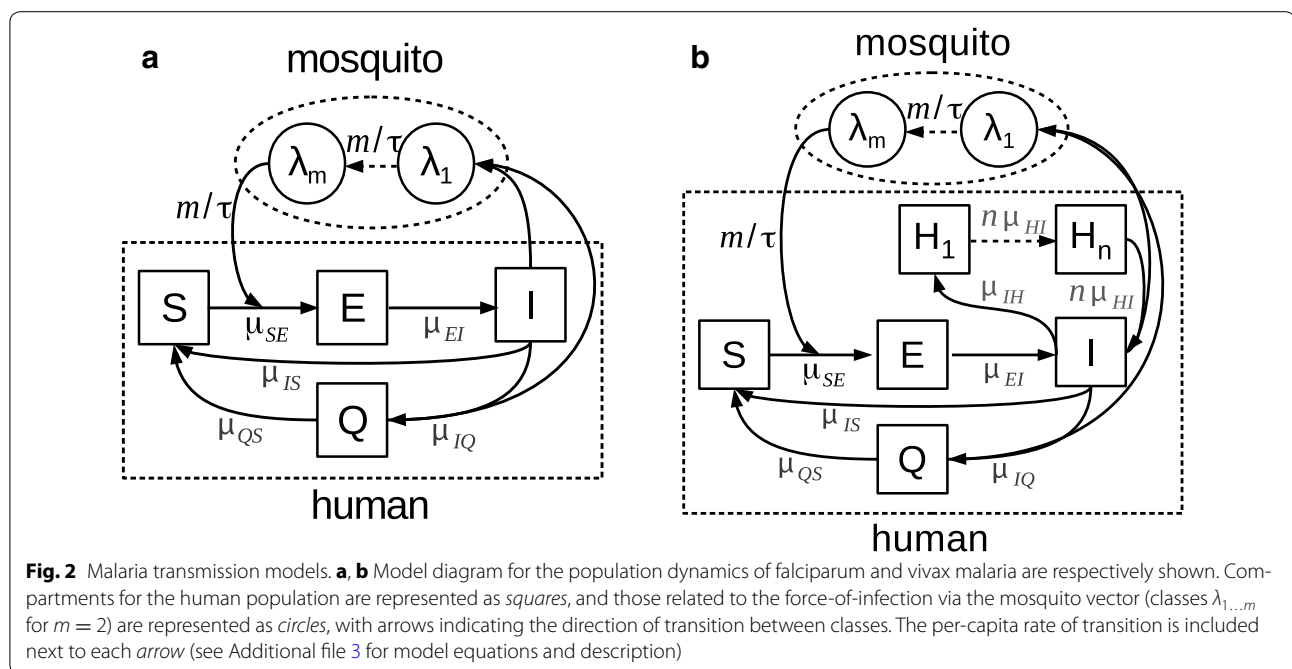 a
mosquito
λm
m/τ
λ1
m/τ
S
μSE
E
μEI
I
μIS
μQS
Q
μIQ
human
b
mosquito
λm
m/τ
λ1
m/τ
H1
nμHI
Hn
μIH
nμHI
S
μSE
E
μEI
I
μIS
μQS
Q
μIQ
human
Fig. 2 Malaria transmission models. a, b Model diagram for the population dynamics of falciparum and vivax malaria are respectively shown. Com-
partments for the human population are represented as squares, and those related to the force-of-infection via the mosquito vector (classes λ1...m
for m = 2) are represented as circles, with arrows indicating the direction of transition between classes. The per-capita rate of transition is included
next to each arrow (see Additional file 3 for model equations and description)